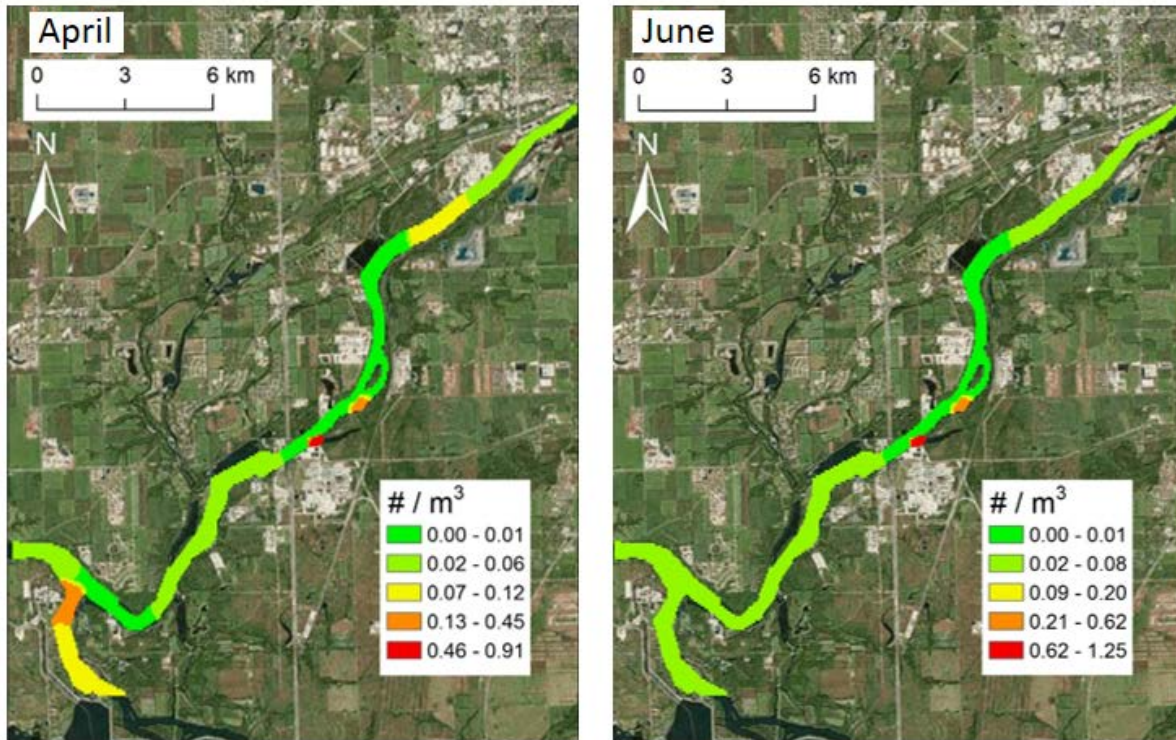 April
0 3 6 km
N
# / m³
0.00 - 0.01
0.02 - 0.06
0.07 - 0.12
0.13 - 0.45
0.46 - 0.91
June
0 3 6 km
N
# / m³
0.00 - 0.01
0.02 - 0.08
0.09 - 0.20
0.21 - 0.62
0.62 - 1.25